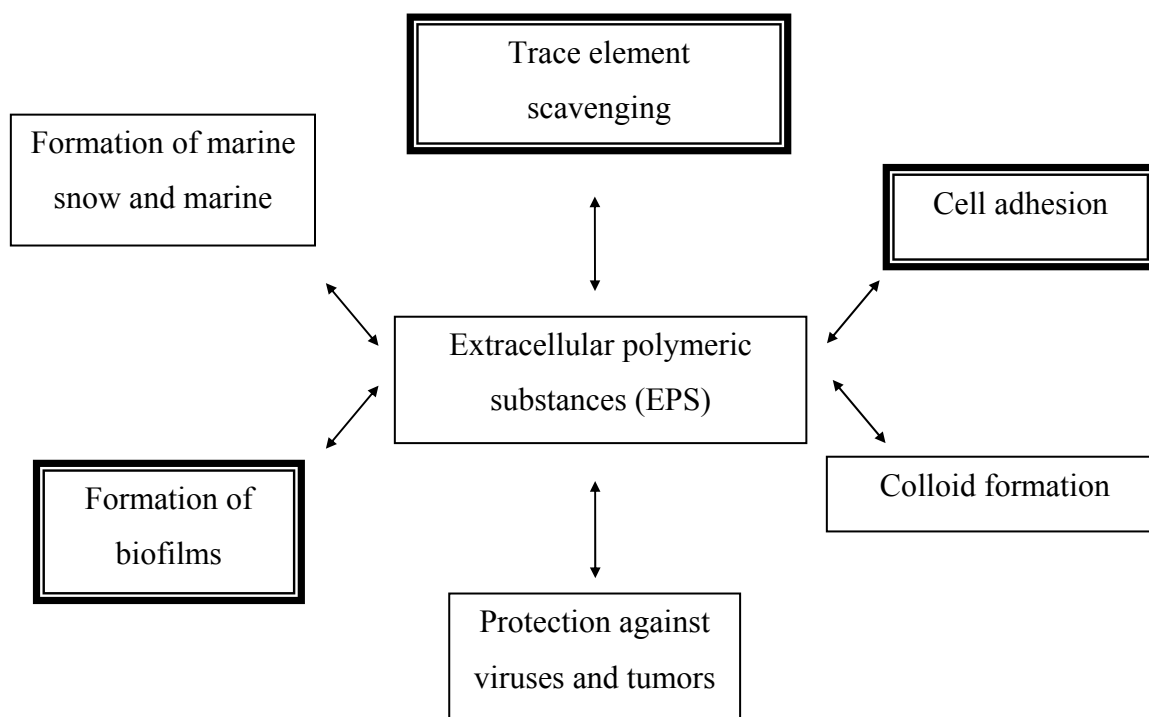 Trace element
scavenging
Formation of marine
snow and marine
Cell adhesion
Extracellular polymeric
substances (EPS)
Formation of
biofilms
Colloid formation
Protection against
viruses and tumors